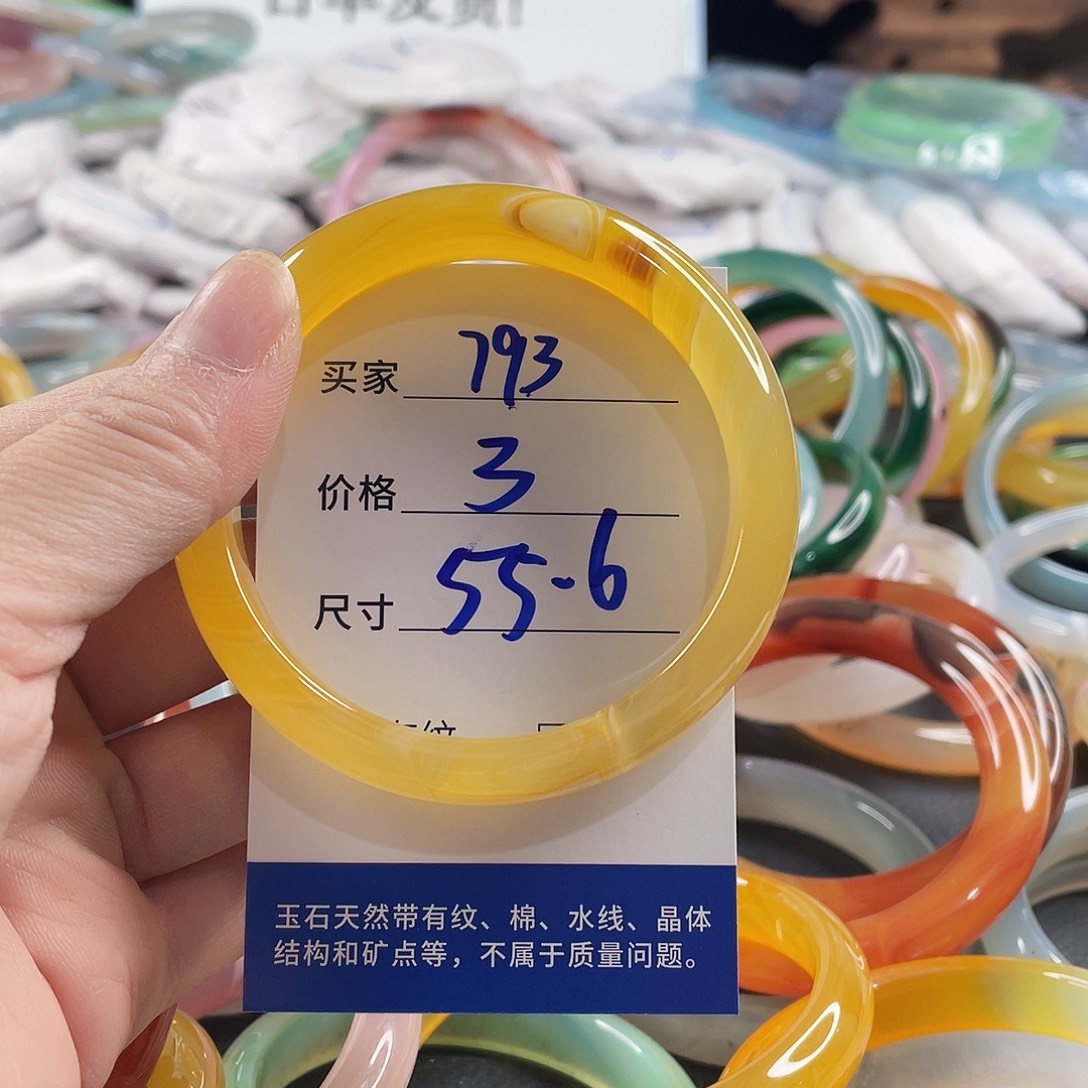 买家 793
价格 3
尺寸 55-6
玉石天然带有纹、棉、水线、晶体
结构和矿点等，不属于质量问题。